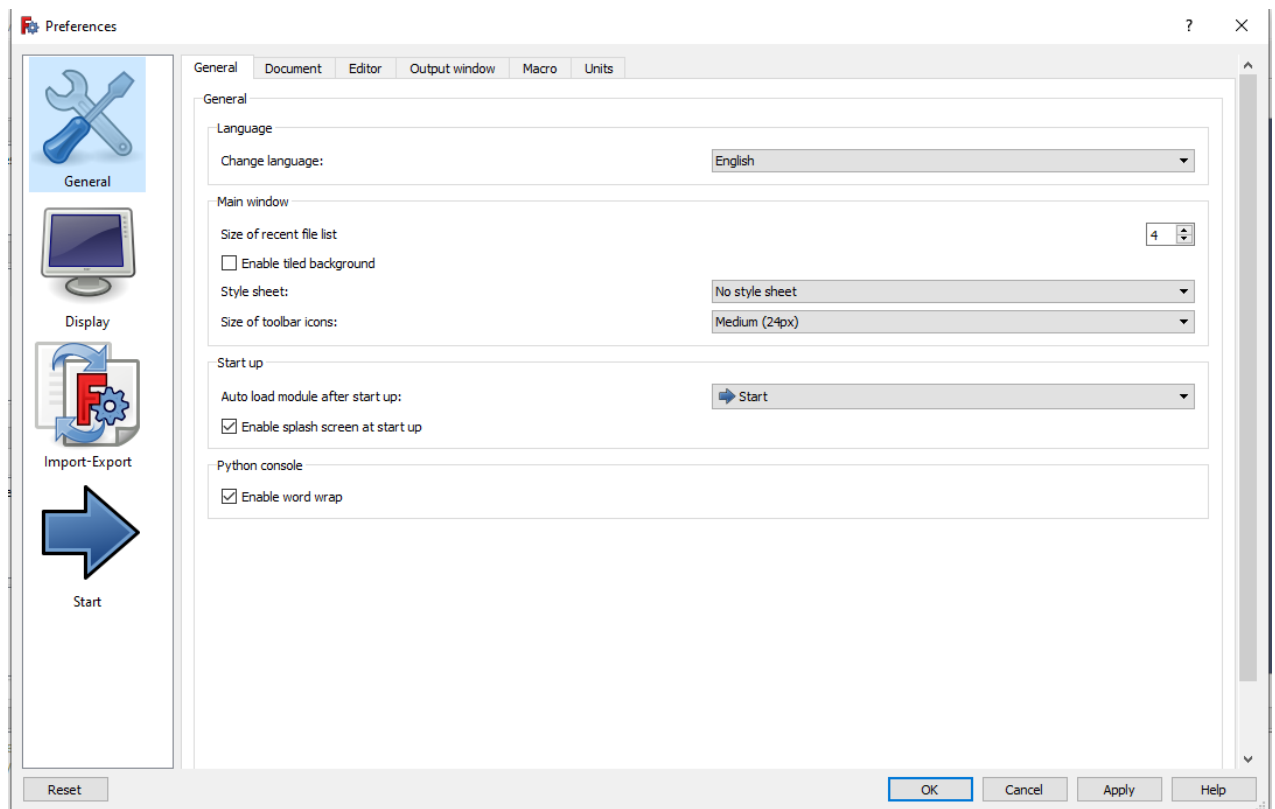 Preferences
?
General
Display
Import-Export
Start
General Document Editor Output window Macro Units
General
Language
Change language: English
Main window
Size of recent file list 4
Enable tiled background
Style sheet: No style sheet
Size of toolbar icons: Medium (24px)
Start up
Auto load module after start up: Start
Enable splash screen at start up
Python console
Enable word wrap
Reset OK Cancel Apply Help